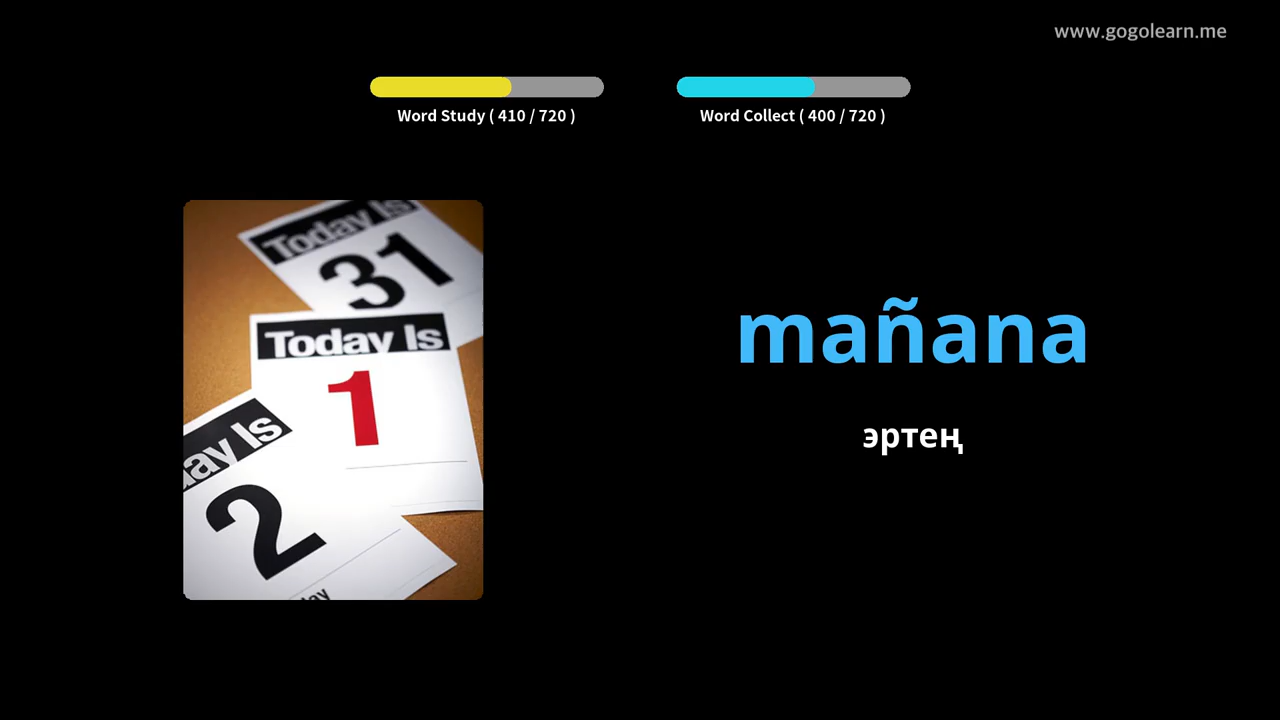 www.gogolearn.me
Word Study ( 410 / 720 )
Word Collect ( 400 / 720 )
Today Is
31
Today Is
1
ay Is
2
ay
mañana
эртең